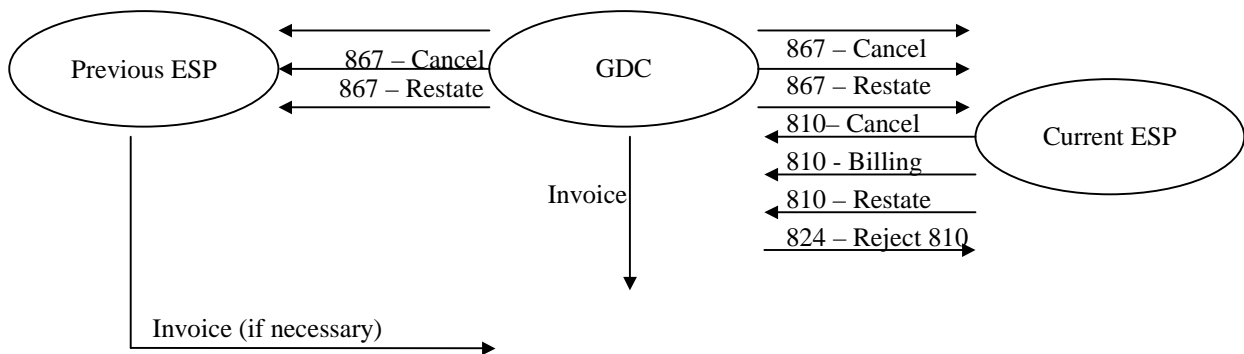 Previous ESP
867 – Cancel
867 – Restate
GDC
867 – Cancel
867 – Restate
810– Cancel
810 - Billing
810 – Restate
824 – Reject 810
Current ESP
Invoice
Invoice (if necessary)